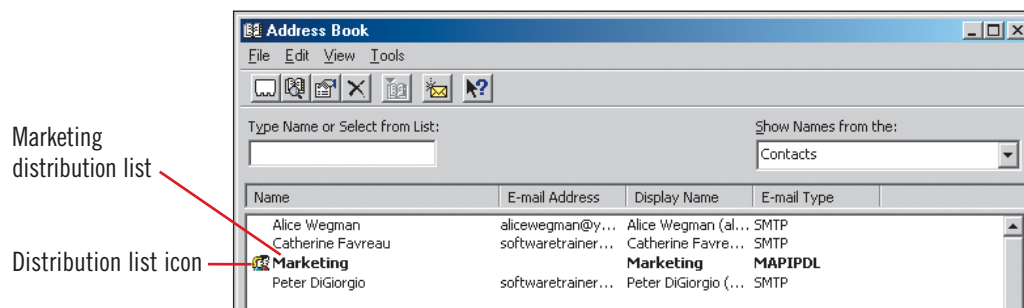 Address Book
File Edit View Tools
Type Name or Select from List:
Show Names from the:
Contacts
Marketing
distribution list
Name E-mail Address Display Name E-mail Type
Alice Wegman alicewegman@y... Alice Wegman (al... SMTP
Catherine Favreau softwaretrainer... Catherine Favre... SMTP
Distribution list icon
Marketing Marketing MAPIPDL
Peter DiGiorgio softwaretrainer... Peter DiGiorgio (... SMTP